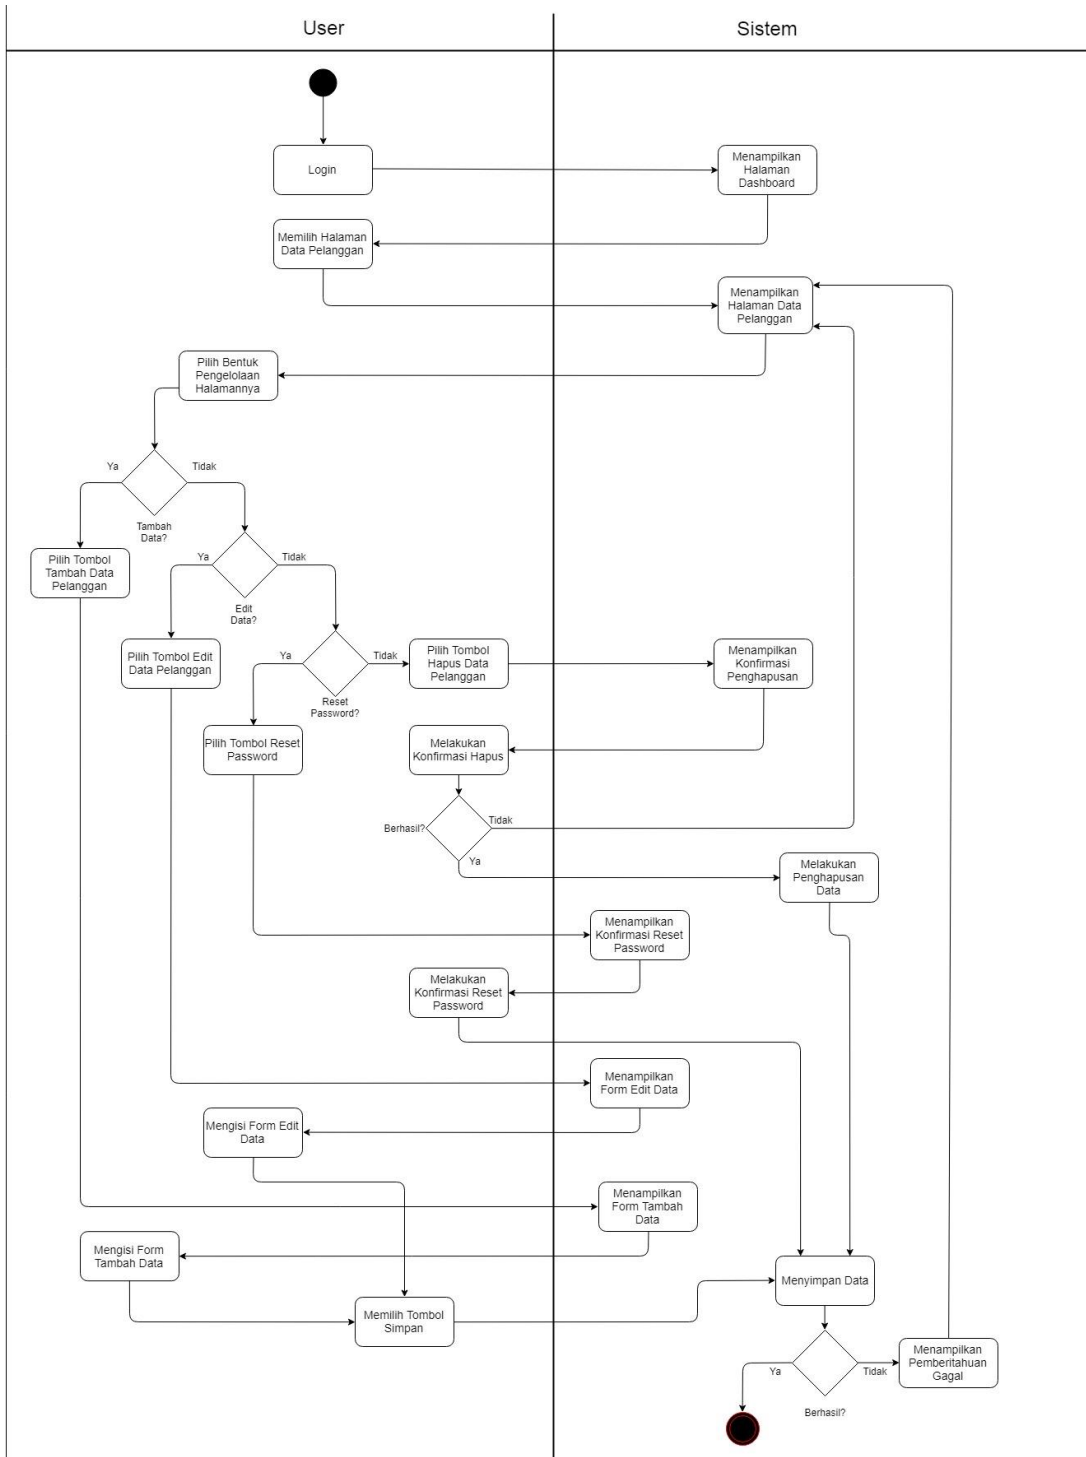 User
Sistem
Login
Menampilkan
Halaman
Dashboard
Memilih Halaman
Data Pelanggan
Menampilkan
Halaman Data
Pelanggan
Pilih Bentuk
Pengelolaan
Halamannya
Ya
Tidak
Tambah
Data?
Pilih Tombol
Tambah Data
Pelanggan
Ya
Tidak
Edit
Data?
Pilih Tombol Edit
Data Pelanggan
Ya
Tidak
Reset
Password?
Pilih Tombol
Hapus Data
Pelanggan
Menampilkan
Konfirmasi
Penghapusan
Pilih Tombol Reset
Password
Melakukan
Konfirmasi Hapus
Berhasil?
Tidak
Ya
Melakukan
Penghapusan
Data
Menampilkan
Konfirmasi Reset
Password
Melakukan
Konfirmasi Reset
Password
Menampilkan
Form Edit Data
Mengisi Form Edit
Data
Menampilkan
Form Tambah
Data
Mengisi Form
Tambah Data
Memilih Tombol
Simpan
Menyimpan Data
Ya
Tidak
Berhasil?
Menampilkan
Pemberitahuan
Gagal